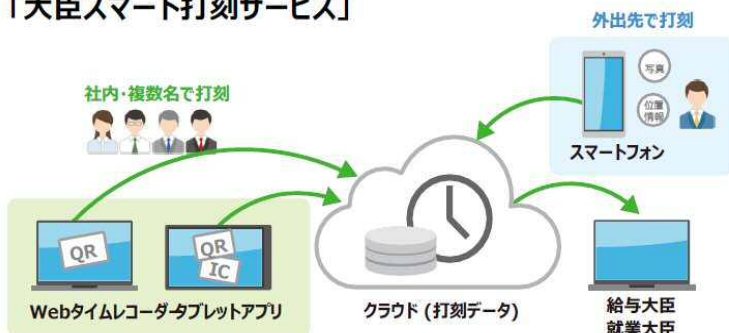 「大臣スマート打刻サービス」
外出先で打刻
社内・複数名で打刻
写真
位置
情報
スマートフォン
QR
QR
IC
Webタイムレコーダ
タブレットアプリ
クラウド (打刻データ)
給与大臣
就業大臣